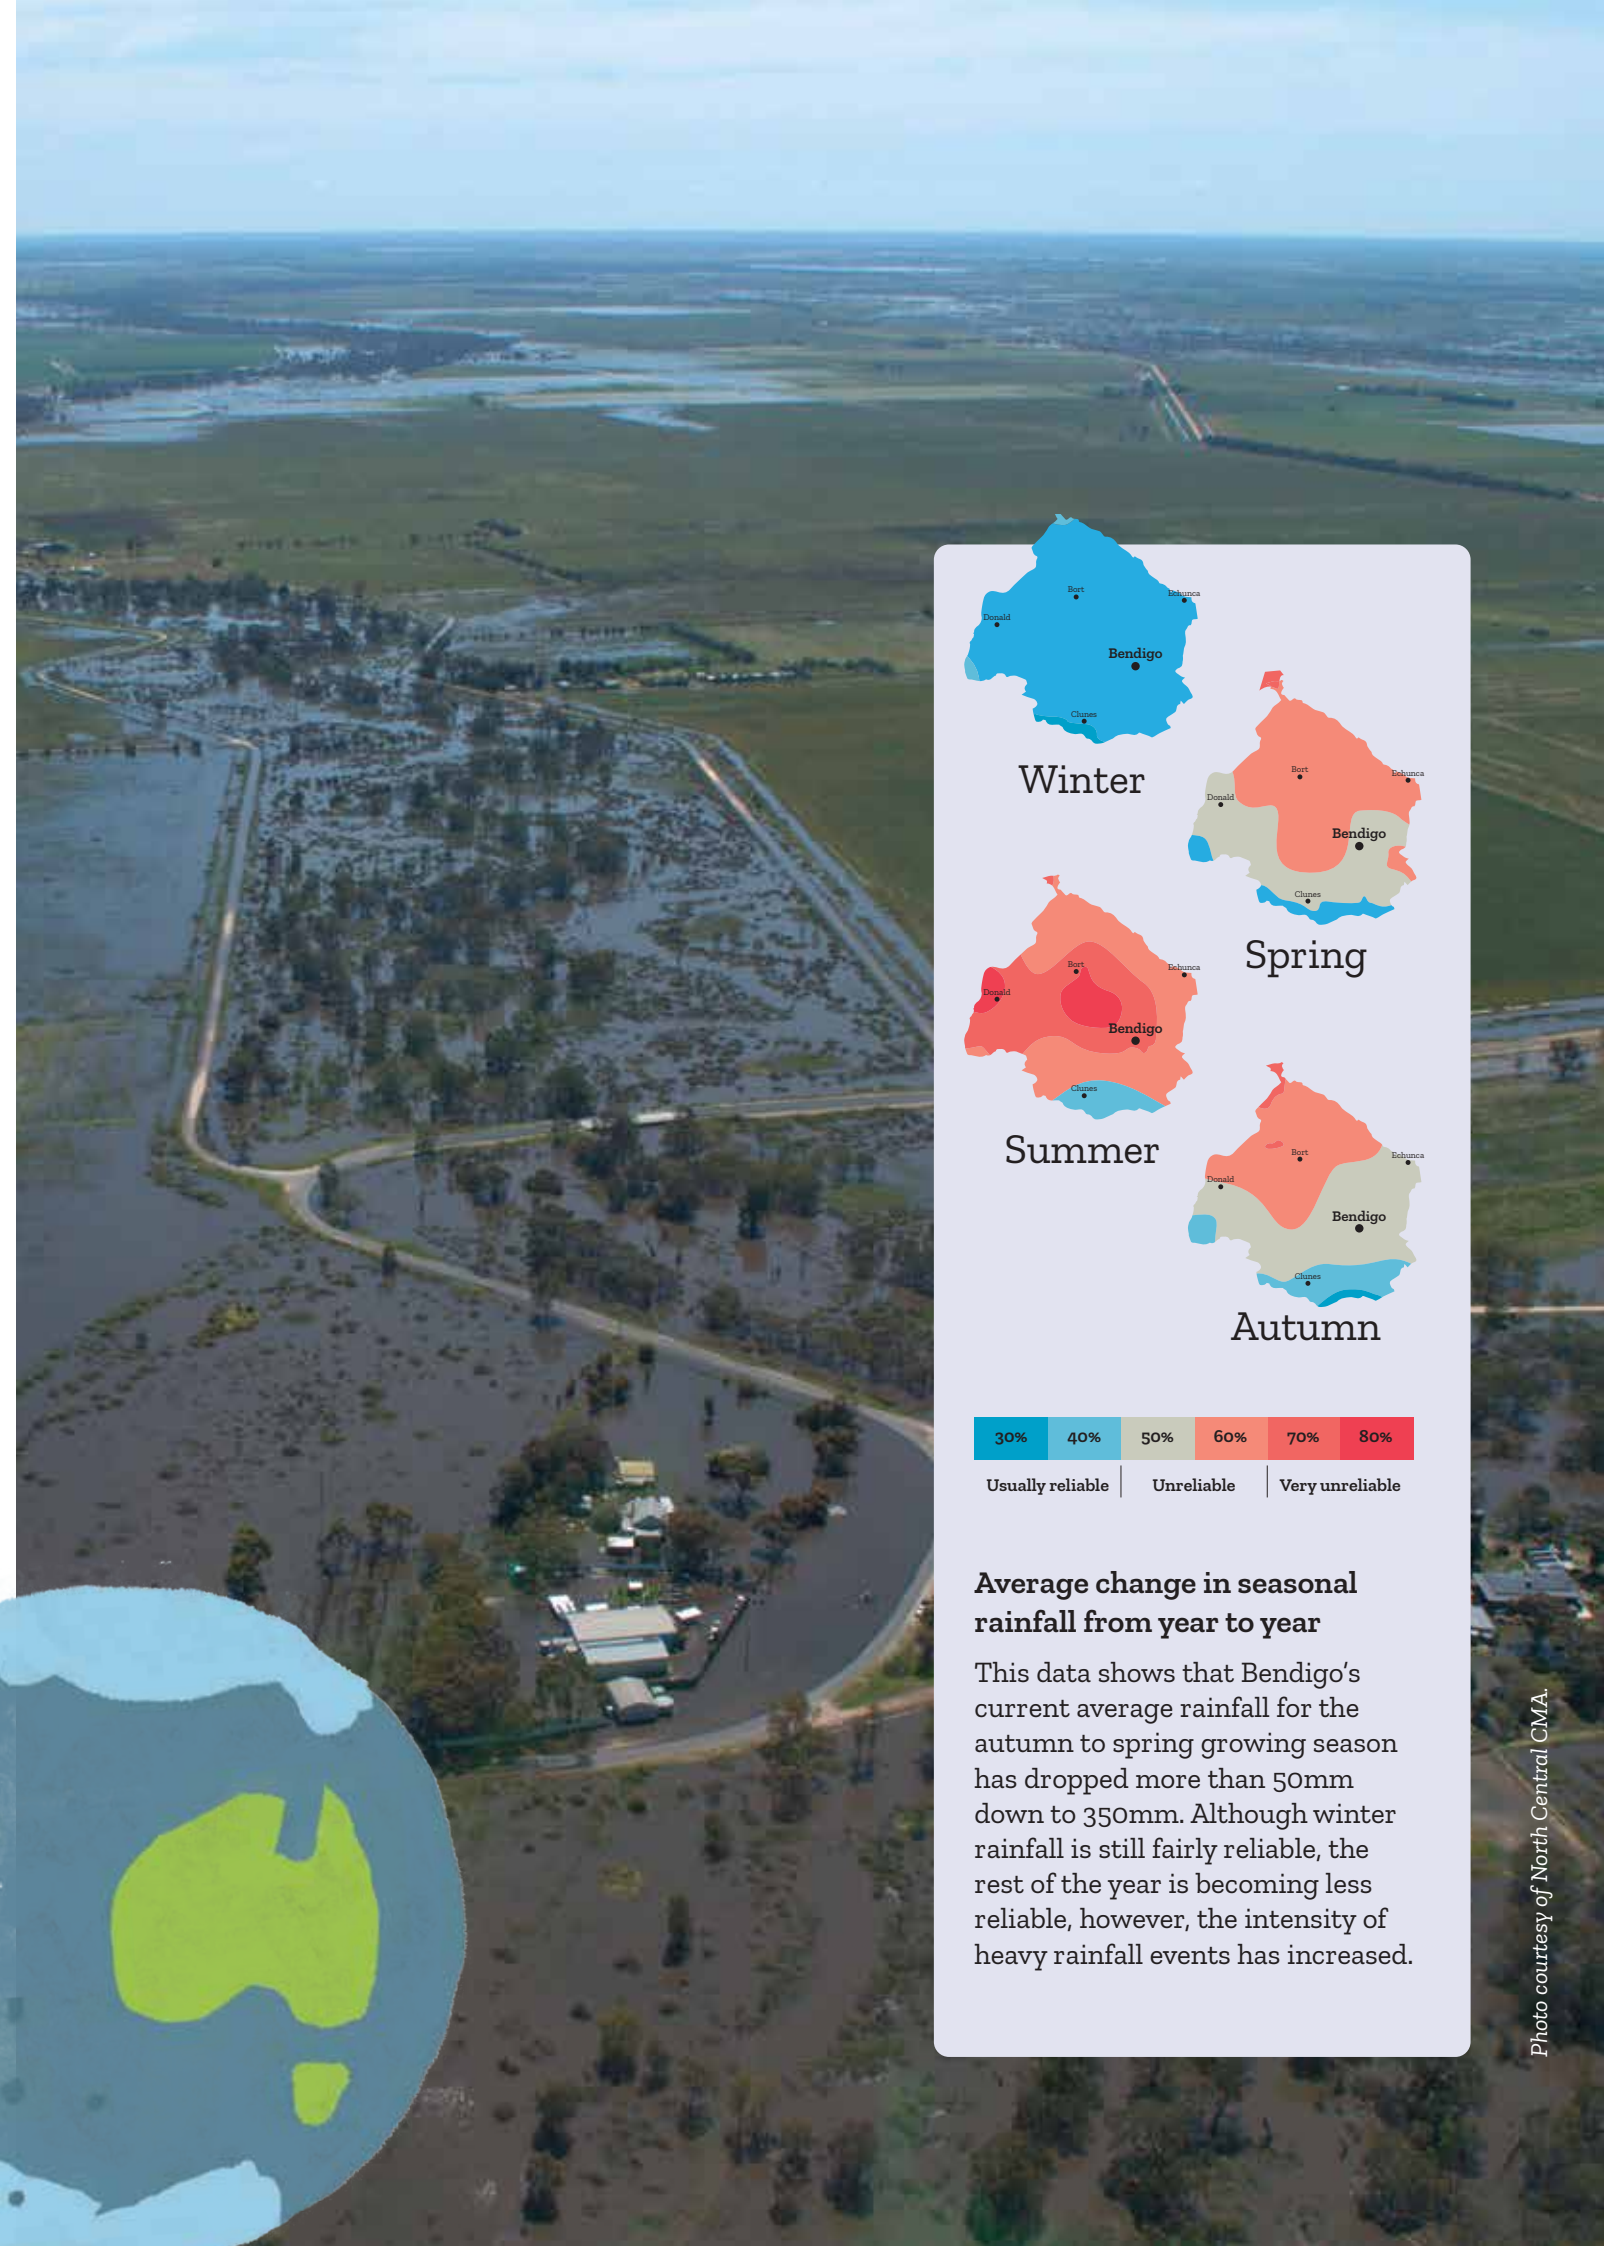 Bort
Echunca
Donald
Bendigo
Clunes
Winter
Bort
Echunca
Donald
Bendigo
Clunes
Spring
Bort
Echunca
Donald
Bendigo
Clunes
Summer
Bort
Echunca
Donald
Bendigo
Clunes
Autumn
30% 40% 50% 60% 70% 80%
Usually reliable Unreliable Very unreliable
Average change in seasonal
rainfall from year to year
This data shows that Bendigo's
current average rainfall for the
autumn to spring growing season
has dropped more than 50mm
down to 350mm. Although winter
rainfall is still fairly reliable, the
rest of the year is becoming less
reliable, however, the intensity of
heavy rainfall events has increased.
Photo courtesy of North Central CMA.